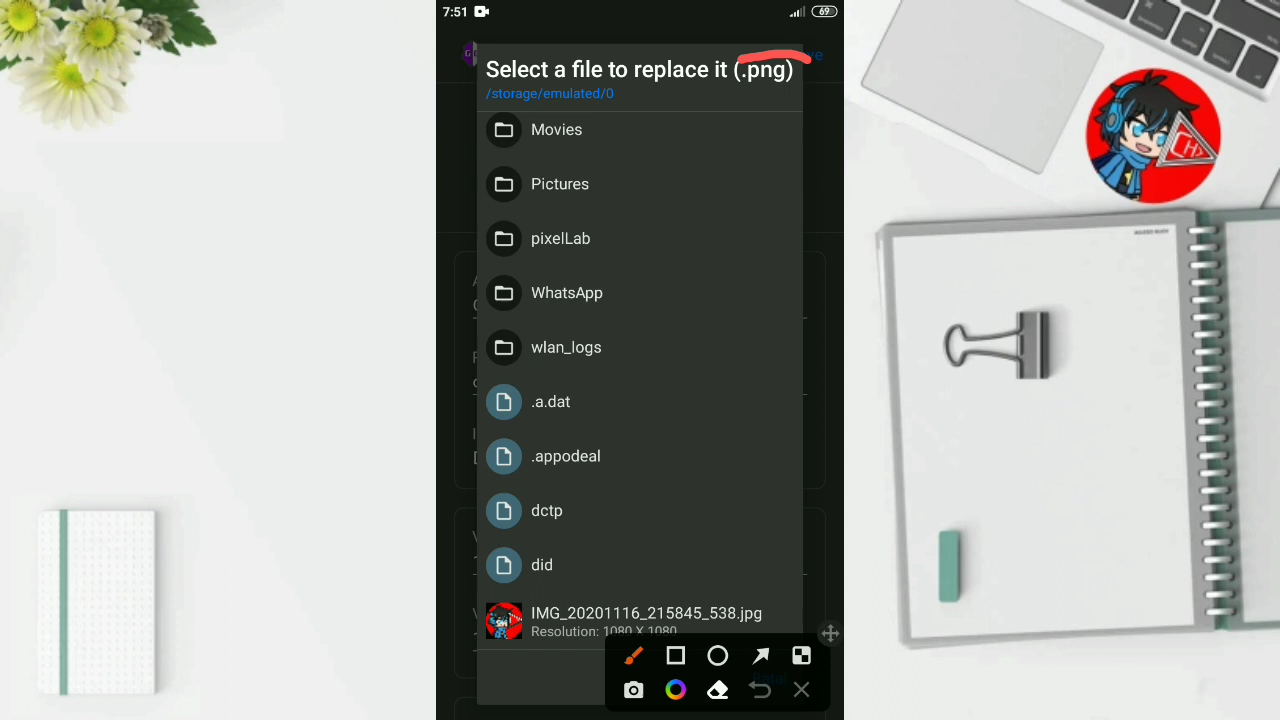 7:51
69
ve
Select a file to replace it (.png)
/storage/emulated/0
Movies
Pictures
pixelLab
WhatsApp
wlan_logs
.a.dat
.appodeal
dctp
did
IMG_20201116_215845_538.jpg
Resolution: 1080 X 1080